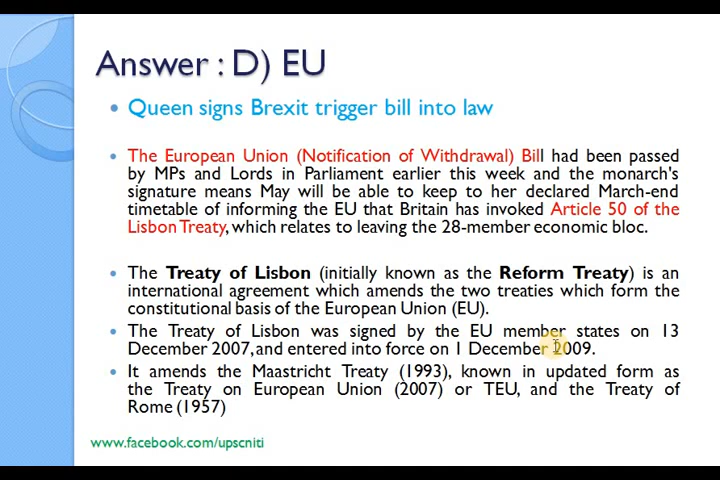 Answer : D) EU
• Queen signs Brexit trigger bill into law
• The European Union (Notification of Withdrawal) Bill had been passed
by MPs and Lords in Parliament earlier this week and the monarch's
signature means May will be able to keep to her declared March-end
timetable of informing the EU that Britain has invoked Article 50 of the
Lisbon Treaty, which relates to leaving the 28-member economic bloc.
• The Treaty of Lisbon (initially known as the Reform Treaty) is an
international agreement which amends the two treaties which form the
constitutional basis of the European Union (EU).
• The Treaty of Lisbon was signed by the EU member states on 13
December 2007, and entered into force on 1 December 2009.
• It amends the Maastricht Treaty (1993), known in updated form as
the Treaty on European Union (2007) or TEU, and the Treaty of
Rome (1957)
www.facebook.com/upscniti